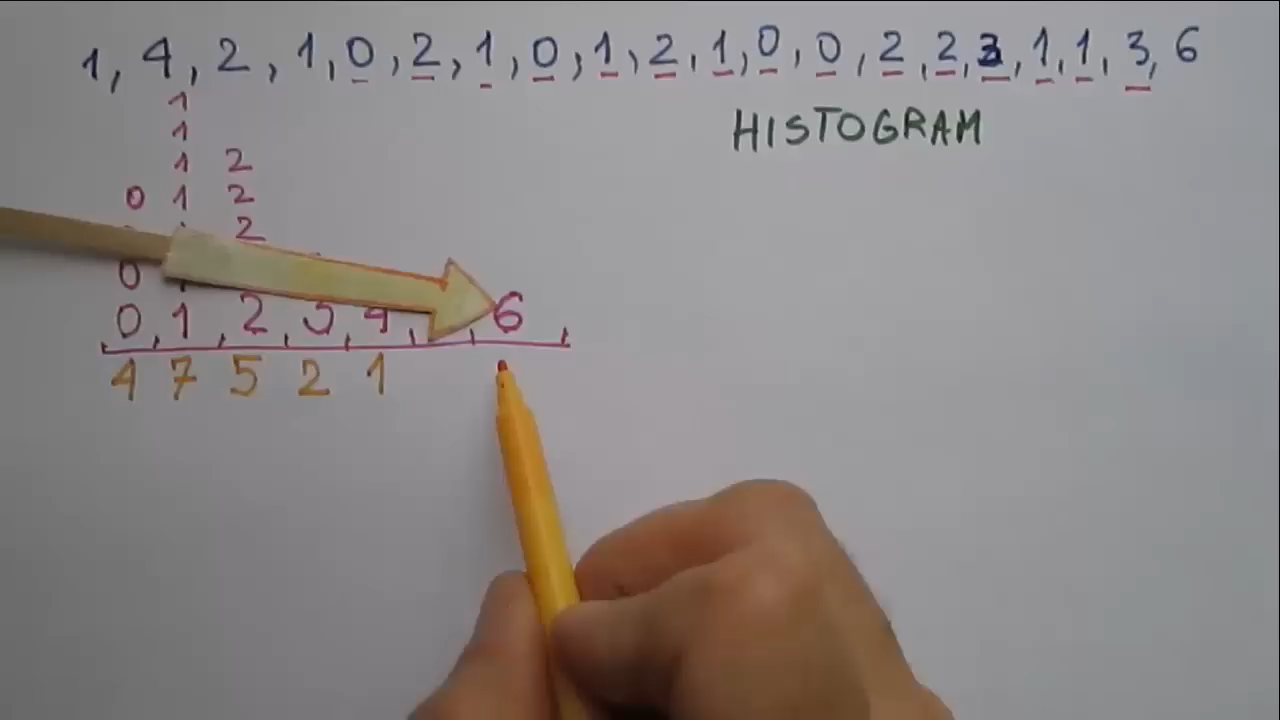 1, 4, 2, 1, 0, 2, 1, 0, 1, 2, 1, 0, 0, 2, 2, 3, 1, 1, 3, 6
HISTOGRAM
1
1
1 2
0 1 2
2
0
0 1 2 3 4 6
4 7 5 2 1